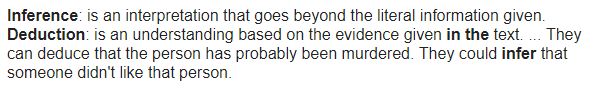 Inference: is an interpretation that goes beyond the literal information given.
Deduction: is an understanding based on the evidence given in the text. ... They
can deduce that the person has probably been murdered. They could infer that
someone didn't like that person.